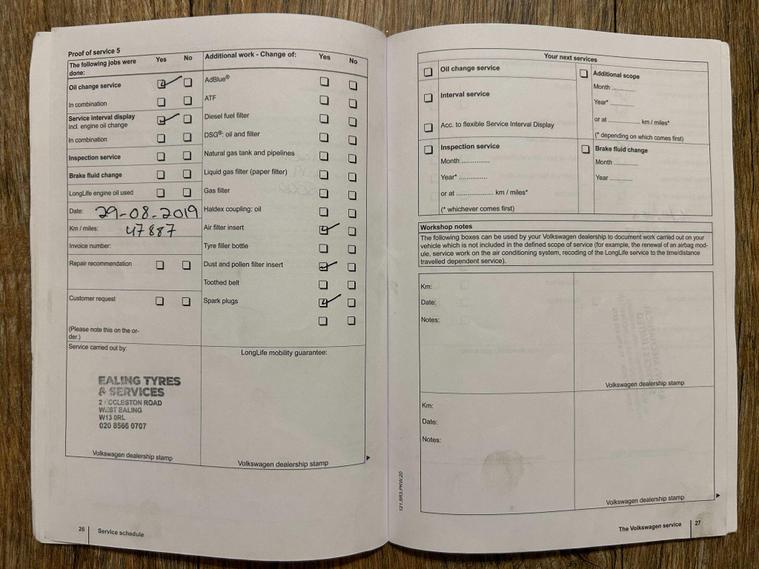 Proof of service 5
The following jobs were done: Yes No
Oil change service
In combination
Service interval display
incl. engine oil change
In combination
Inspection service
Brake fluid change
LongLife engine oil used
Date: 29-08-2019
Km / miles: 47887
Invoice number:
Repair recommendation
Customer request
(Please note this on the or-
der.)
Additional work - Change of: Yes No
AdBlue®
ATF
Diesel fuel filter
DSG®: oil and filter
Natural gas tank and pipelines
Liquid gas filter (paper filter)
Gas filter
Haldex coupling: oil
Air filter insert
Tyre filler bottle
Dust and pollen filter insert
Toothed belt
Spark plugs
Service carried out by:
EALING TYRES
& SERVICES
ROAD
WEST EALING
W13 0RL
020 8566 0707
Volkswagen dealership stamp
LongLife mobility guarantee:
Volkswagen dealership stamp
26 Service schedule
Your next services
Oil change service
Interval service
Acc. to flexible Service Interval Display
Inspection service
Month ............
Year* ............
or at ................ km / miles*
(* whichever comes first)
Additional scope
Month ..........
Year* ..........
or at .............. km / miles*
(* depending on which comes first)
Brake fluid change
Month ..........
Year ..........
Workshop notes
The following boxes can be used by your Volkswagen dealership to document work carried out on your
vehicle which is not included in the defined scope of service (for example, the renewal of an airbag mod-
ule, service work on the air conditioning system, recoding of the LongLife service to the time/distance
travelled dependent service).
Km:
Date:
Notes:
Volkswagen dealership stamp
Km:
Date:
Notes:
Volkswagen dealership stamp
The Volkswagen service 27